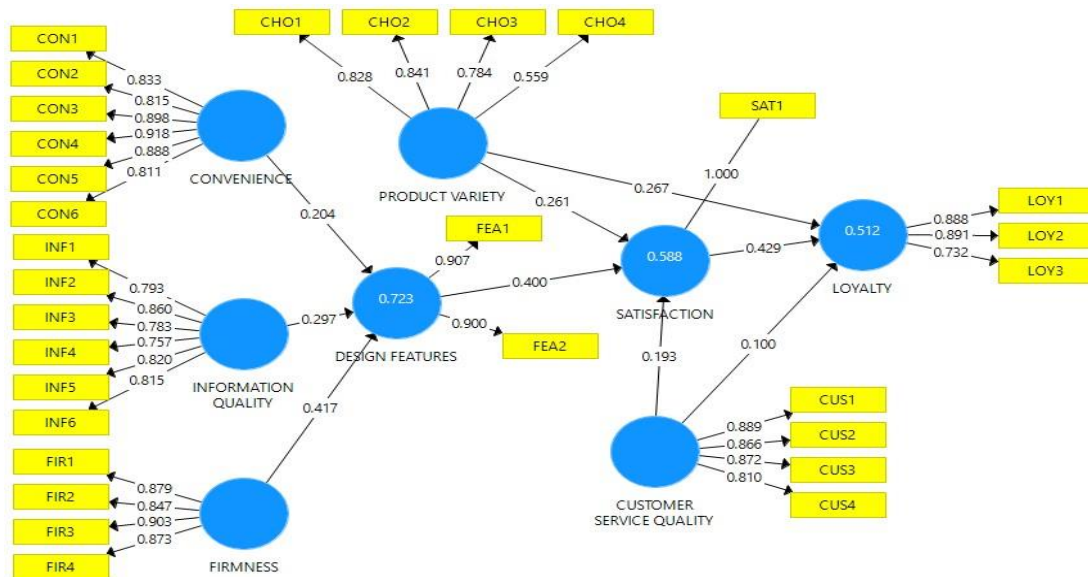 CHO1
CHO2
CHO3
CHO4
0.828
0.841
0.784
0.559
CON1
CON2
CON3
CON4
CON5
CON6
0.833
0.815
0.898
0.918
0.888
0.811
CONVENIENCE
0.204
PRODUCT VARIETY
0.261
0.267
SAT1
1.000
INF1
INF2
INF3
INF4
INF5
INF6
0.793
0.860
0.783
0.757
0.820
0.815
INFORMATION
QUALITY
0.297
FEA1
0.907
0.723
DESIGN FEATURES
0.900
FEA2
0.400
0.588
SATISFACTION
0.429
0.512
LOYALTY
0.888
0.891
0.732
LOY1
LOY2
LOY3
0.193
0.100
FIR1
FIR2
FIR3
FIR4
0.879
0.847
0.903
0.873
FIRMNESS
0.417
CUSTOMER
SERVICE QUALITY
0.889
0.866
0.872
0.810
CUS1
CUS2
CUS3
CUS4